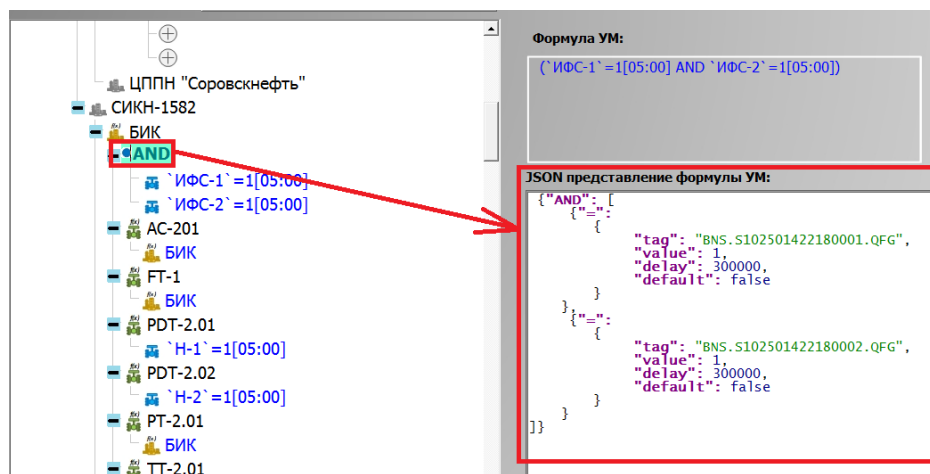 ЦППН "Соровскнефть"
СИКН-1582
f(x) БИК
AND
`ИФС-1`=1[05:00]
`ИФС-2`=1[05:00]
f(x) AC-201
f(x) БИК
f(x) FT-1
f(x) БИК
f(x) PDT-2.01
`Н-1`=1[05:00]
f(x) PDT-2.02
`Н-2`=1[05:00]
f(x) PT-2.01
f(x) БИК
f(x) TT-2.01
Формула УМ:
(`ИФС-1`=1[05:00] AND `ИФС-2`=1[05:00])
JSON представление формулы УМ:
{"AND": [
{"=":
{
"tag": "BNS.S102501422180001.QFG",
"value": 1,
"delay": 300000,
"default": false
}
},
{"=":
{
"tag": "BNS.S102501422180002.QFG",
"value": 1,
"delay": 300000,
"default": false
}
}
]}